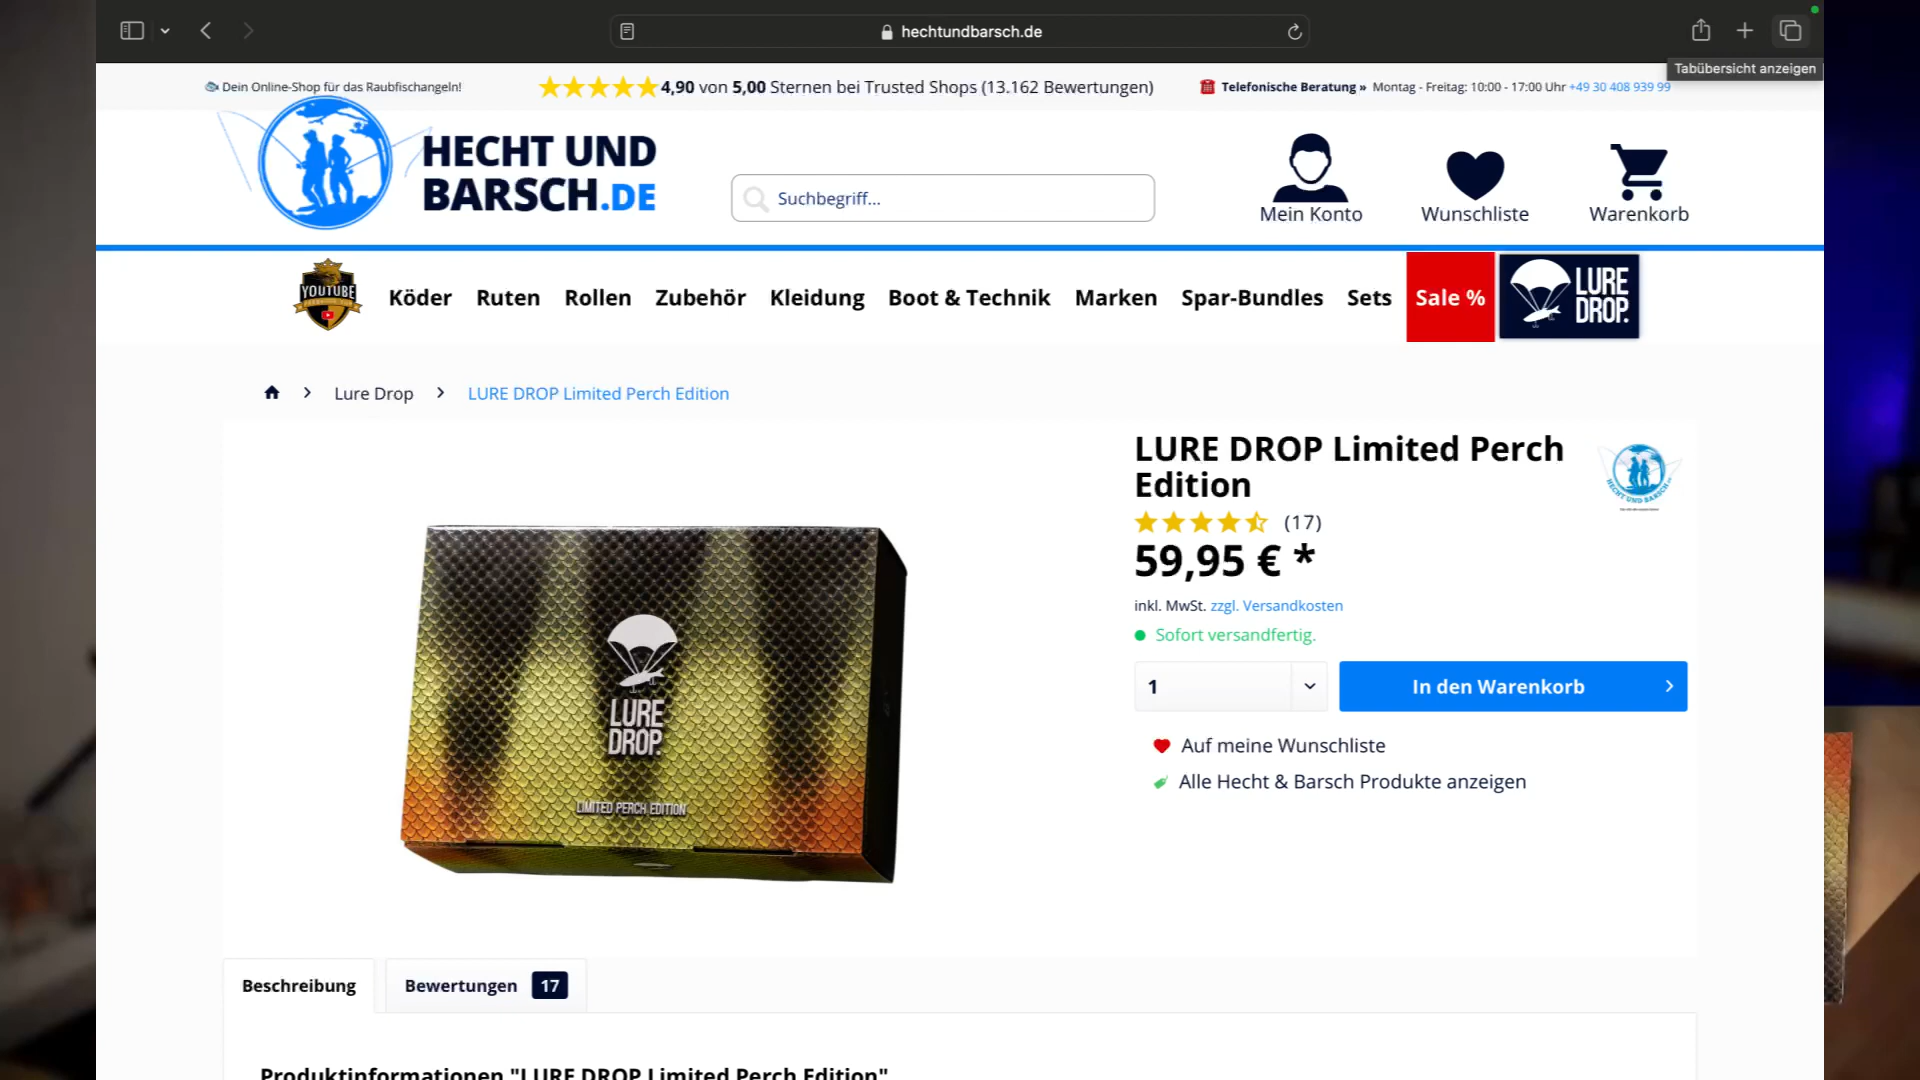 hechtundbarsch.de
Tabübersicht anzeigen
Dein Online-Shop für das Raubfischangeln!
4,90 von 5,00 Sternen bei Trusted Shops (13.162 Bewertungen)
Telefonische Beratung » Montag - Freitag: 10:00 - 17:00 Uhr +49 30 408 939 99
HECHT UND
BARSCH.DE
Suchbegriff...
Mein Konto
Wunschliste
Warenkorb
YOUTUBE
Köder
Ruten
Rollen
Zubehör
Kleidung
Boot & Technik
Marken
Spar-Bundles
Sets
Sale %
LURE
DROP.
Lure Drop
LURE DROP Limited Perch Edition
LURE DROP Limited Perch
Edition
HECHT UND BARSCH
(17)
59,95 € *
inkl. MwSt. zzgl. Versandkosten
Sofort versandfertig.
1
In den Warenkorb
Auf meine Wunschliste
Alle Hecht & Barsch Produkte anzeigen
LURE
DROP.
LIMITED PERCH EDITION
Beschreibung
Bewertungen 17
Produktinformationen "LURE DROP Limited Perch Edition"